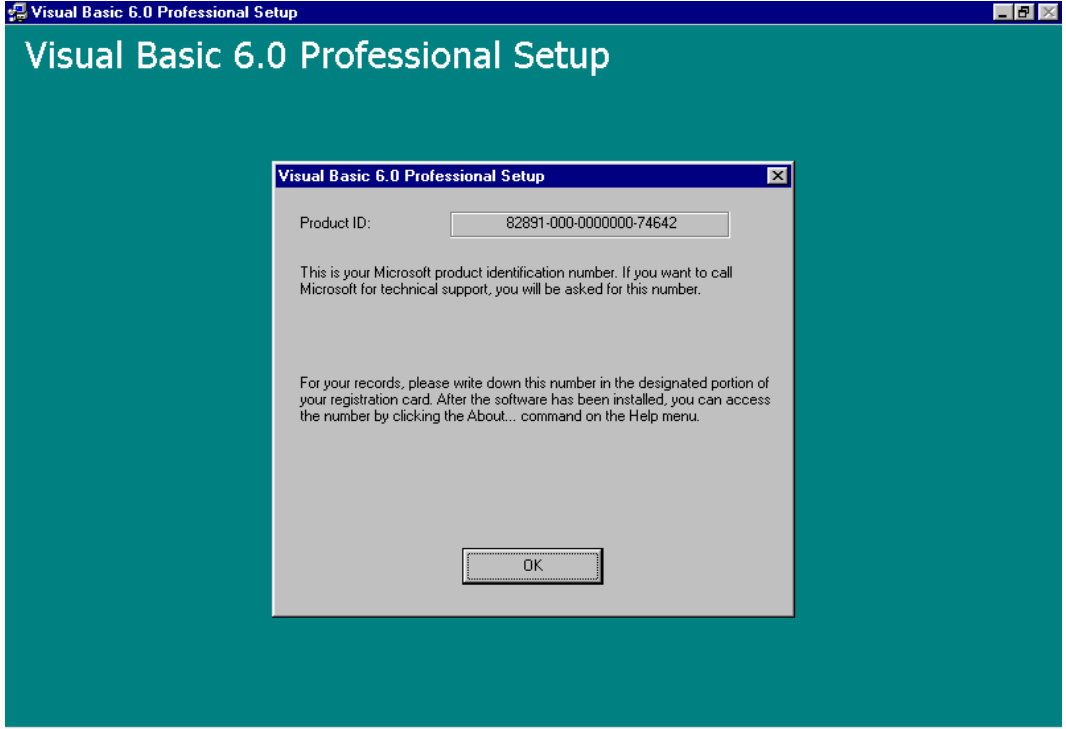 Visual Basic 6.0 Professional Setup
Visual Basic 6.0 Professional Setup
Visual Basic 6.0 Professional Setup
Product ID: 82891-000-0000000-74642
This is your Microsoft product identification number. If you want to call
Microsoft for technical support, you will be asked for this number.
For your records, please write down this number in the designated portion of
your registration card. After the software has been installed, you can access
the number by clicking the About... command on the Help menu.
OK